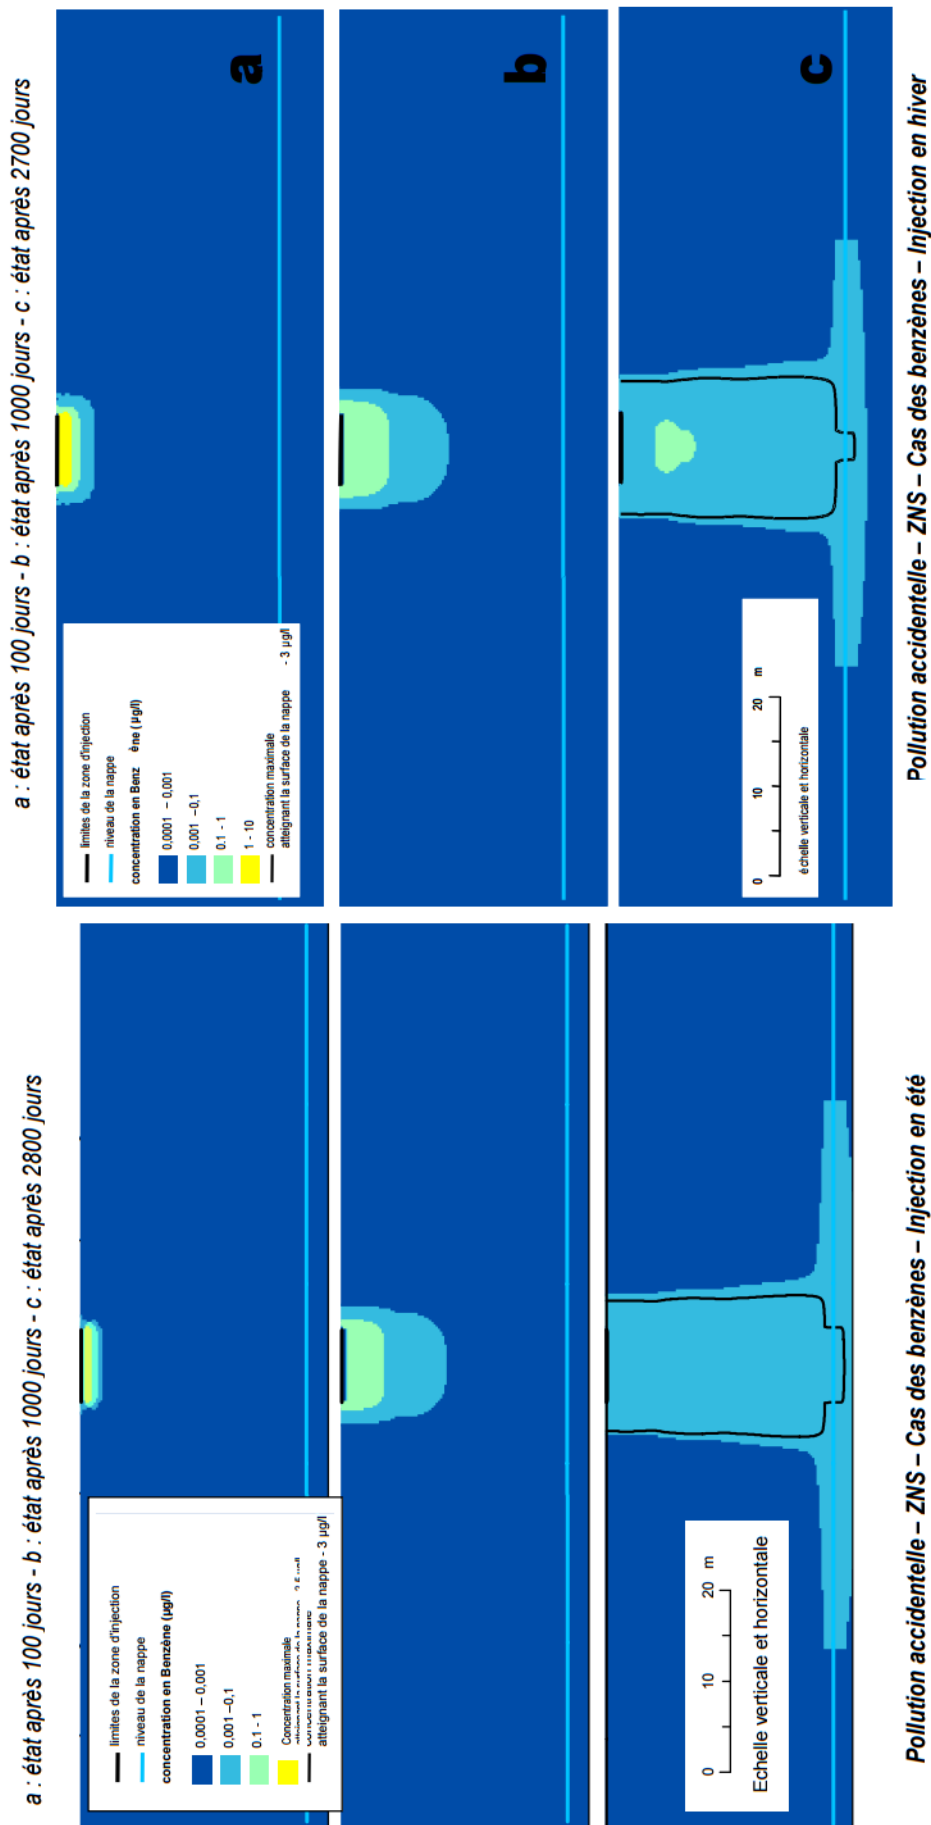 a : état après 100 jours - b : état après 1000 jours - c : état après 2800 jours
limites de la zone d'injection
niveau de la nappe
concentration en Benzène (µg/l)
0,0001 – 0,001
0,001 –0,1
0.1 - 1
Concentration maximale
atteignant la surface de la nappe - 3 µg/l
0 10 20 m
Echelle verticale et horizontale
Pollution accidentelle – ZNS – Cas des benzènes – Injection en été
a : état après 100 jours - b : état après 1000 jours - c : état après 2700 jours
limites de la zone d'injection
niveau de la nappe
concentration en Benz ène ( µg/l)
0,0001 – 0,001
0,001 –0,1
0.1 - 1
1 - 10
concentration maximale
atteignant la surface de la nappe - 3 µg/l
a
b
c
0 10 20 m
échelle verticale et horizontale
Pollution accidentelle – ZNS – Cas des benzènes – Injection en hiver